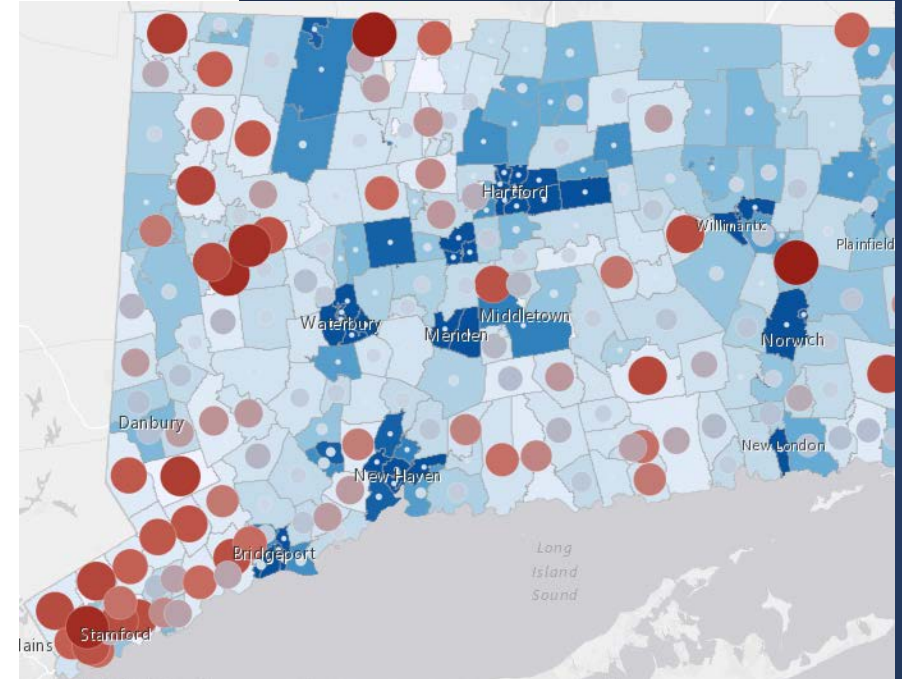 Hartford
Willimantic
Plainfield
Waterbury
Meriden
Middletown
Norwich
Danbury
New London
New Haven
Bridgeport
Long
Island
Sound
Stamford
lains